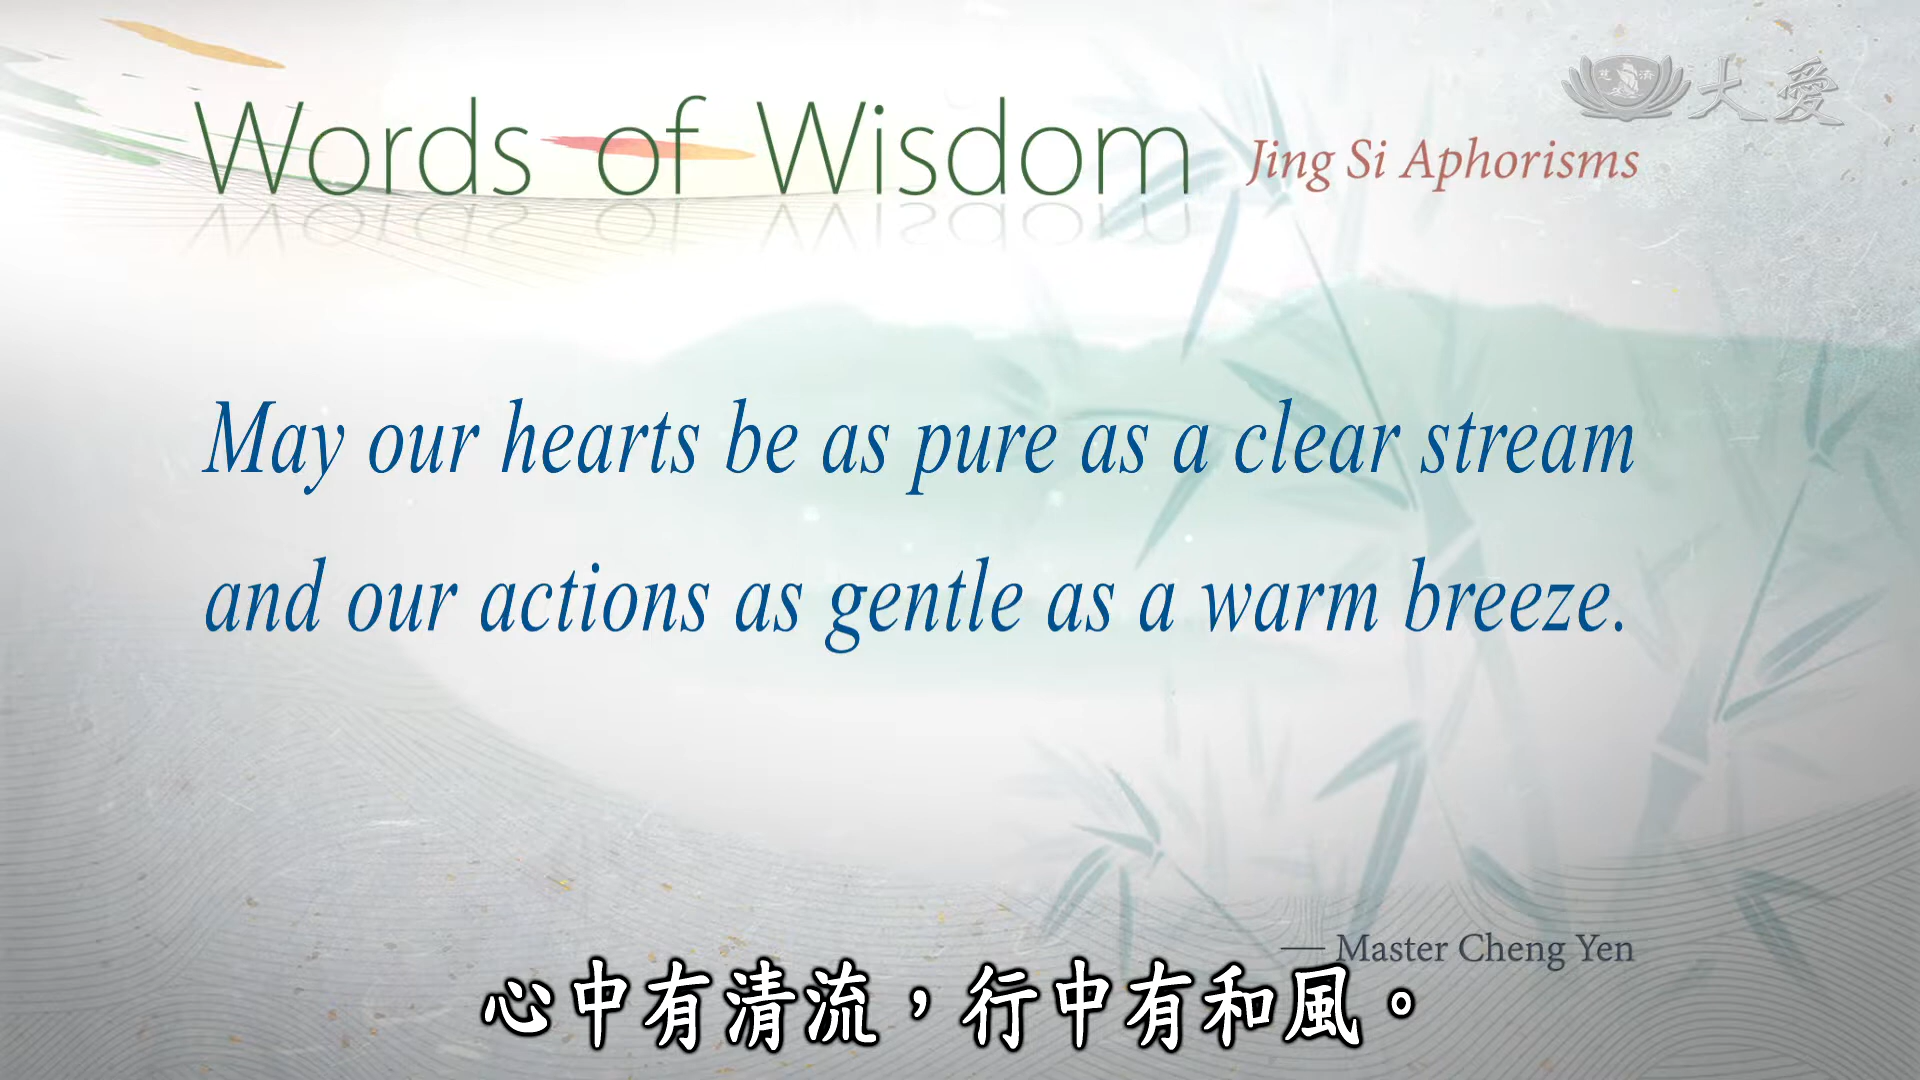 大愛
Words of Wisdom
Jing Si Aphorisms
May our hearts be as pure as a clear stream
and our actions as gentle as a warm breeze.
— Master Cheng Yen
心中有清流，行中有和風。